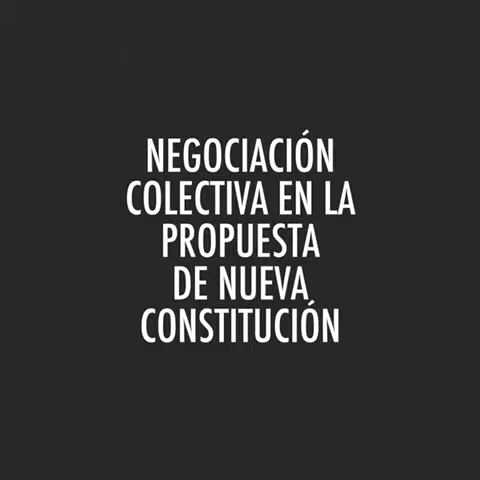 NEGOCIACIÓN
COLECTIVA EN LA
PROPUESTA
DE NUEVA
CONSTITUCIÓN